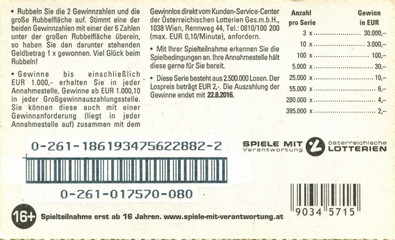 • Rubbeln Sie die 2 Gewinnzahlen und die
große Rubbelfläche auf. Stimmt eine der
beiden Gewinnzahlen mit einer der 6 Zahlen
unter der großen Rubbelfläche überein,
so haben Sie den darunter stehenden
Geldbetrag 1 x gewonnen. Viel Glück beim
Rubbeln!
• Gewinne bis einschließlich
EUR 1.000,- erhalten Sie in jeder
Annahmestelle, Gewinne ab EUR 1.000,10
in jeder Großgewinnauszahlungsstelle.
Sie können auch mit einer
Gewinnanforderung (liegt in jeder
Annahmestelle auf) zusammen mit dem
Gewinnlos direkt vom Kunden-Service-Center
der Österreichischen Lotterien Ges.m.b.H.,
1038 Wien, Rennweg 44, Tel.: 0810/100 200
(max. EUR 0,10/Minute), anfordern.
• Mit Ihrer Spielteilnahme erkennen Sie die
Spielbedingungen an. Ihre Annahmestelle hält
diese gerne für Sie bereit.
• Diese Serie besteht aus 2.500.000 Losen. Der
Lospreis beträgt EUR 2,-. Die Auszahlung der
Gewinne endet mit 22.8.2016.
Anzahl Gewinn
pro Serie in EUR
3 x 30.000,-
10 x 3.000,-
100 x 300,-
5.000 x 30,-
25.000 x 10,-
55.000 x 6,-
280.000 x 4,-
385.000 x 2,-
SPIELE MIT
Verantwortung
österreichische
LOTTERIEN
0-261-186193475622882-2
0-261-017570-080
9034 5715
16+ Spielteilnahme erst ab 16 Jahren. www.spiele-mit-verantwortung.at